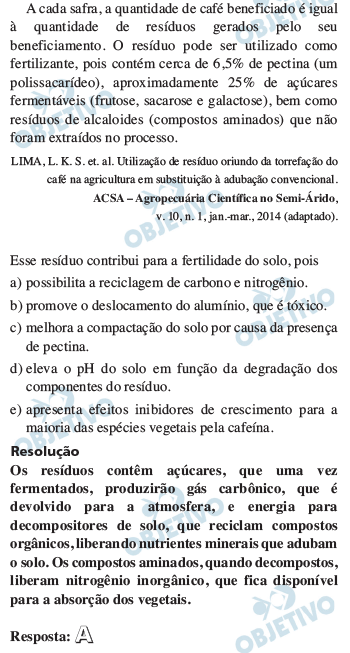 A cada safra, a quantidade de café beneficiado é igual
à quantidade de resíduos gerados pelo seu
beneficiamento. O resíduo pode ser utilizado como
fertilizante, pois contém cerca de 6,5% de pectina (um
polissacarídeo), aproximadamente 25% de açúcares
fermentáveis (frutose, sacarose e galactose), bem como
resíduos de alcaloides (compostos aminados) que não
foram extraídos no processo.
LIMA, L. K. S. et. al. Utilização de resíduo oriundo da torrefação do
café na agricultura em substituição à adubação convencional.
ACSA – Agropecuária Científica no Semi-Árido,
v. 10, n. 1, jan.-mar., 2014 (adaptado).
Esse resíduo contribui para a fertilidade do solo, pois
a) possibilita a reciclagem de carbono e nitrogênio.
b) promove o deslocamento do alumínio, que é tóxico.
c) melhora a compactação do solo por causa da presença
de pectina.
d) eleva o pH do solo em função da degradação dos
componentes do resíduo.
e) apresenta efeitos inibidores de crescimento para a
maioria das espécies vegetais pela cafeína.
Resolução
Os resíduos contêm açúcares, que uma vez
fermentados, produzirão gás carbônico, que é
devolvido para a atmosfera, e energia para
decompositores de solo, que reciclam compostos
orgânicos, liberando nutrientes minerais que adubam
o solo. Os compostos aminados, quando decompostos,
liberam nitrogênio inorgânico, que fica disponível
para a absorção dos vegetais.
Resposta: A
OBJETIVO
OBJETIVO
OBJETIVO
OBJETIVO
OBJETIVO
OBJETIVO
OBJETIVO
OBJETIVO